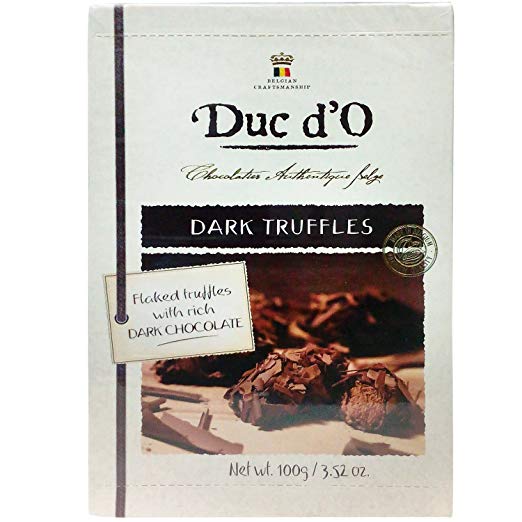 BELGIAN
CRAFTSMANSHIP
Duc d'O
Chocolatier Authentique belge
DARK TRUFFLES
Flaked truffles
with rich
DARK CHOCOLATE
Net wt. 100g / 3.52 oz.